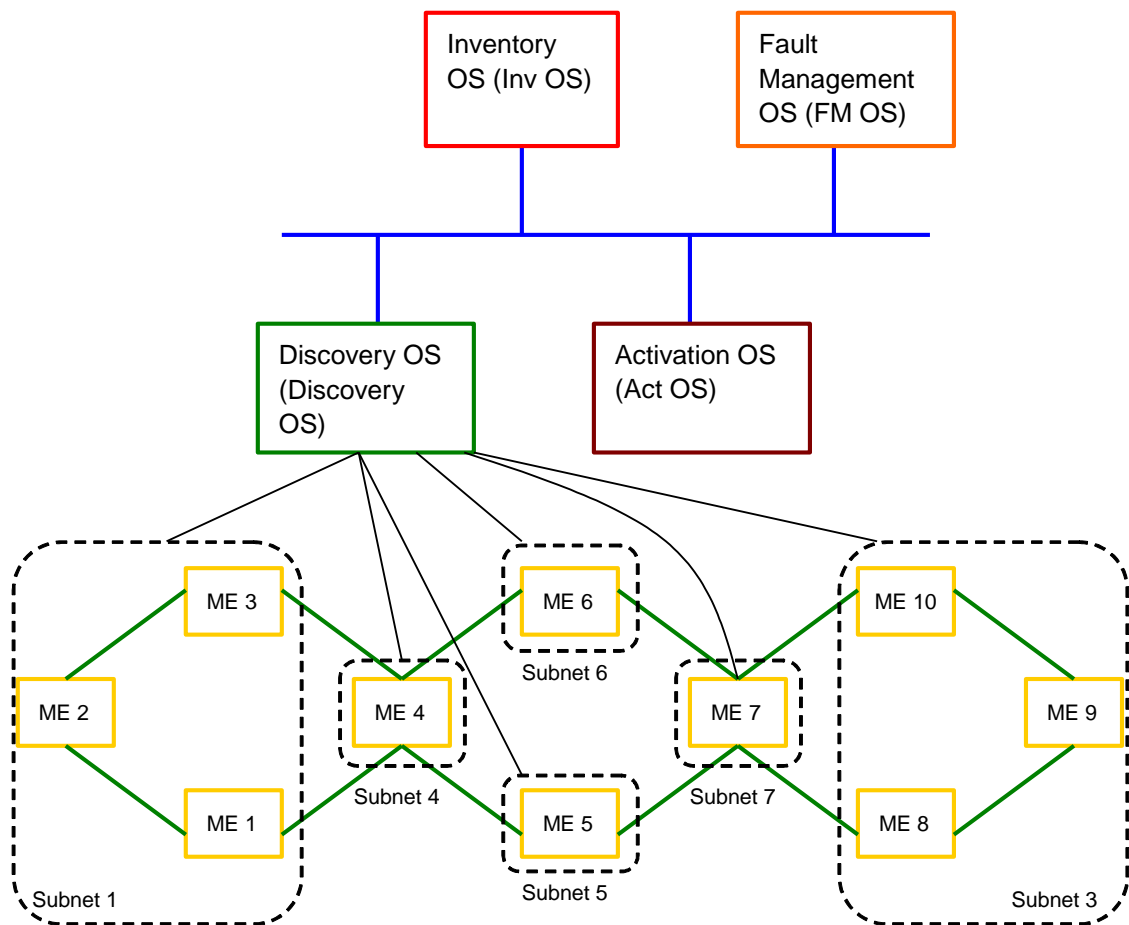 Inventory
OS (Inv OS)
Fault
Management
OS (FM OS)
Discovery OS
(Discovery
OS)
Activation OS
(Act OS)
ME 3
ME 6
ME 10
Subnet 6
ME 2
ME 4
ME 7
ME 9
Subnet 4
Subnet 7
ME 1
ME 5
ME 8
Subnet 1
Subnet 5
Subnet 3